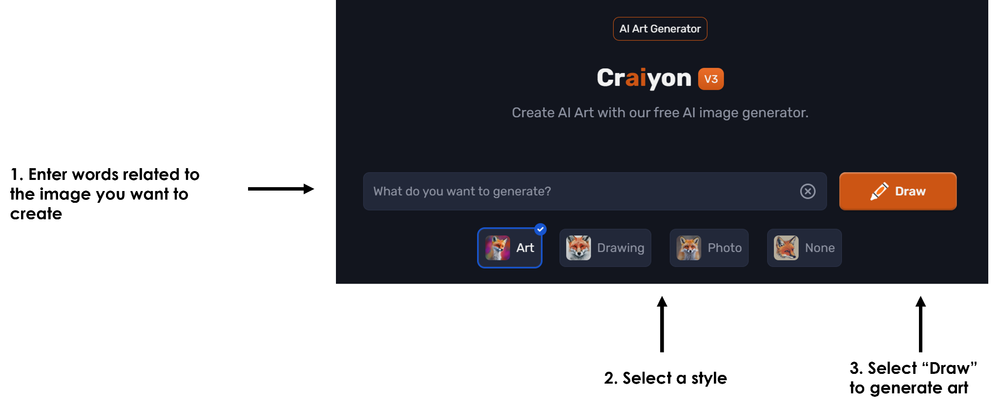 AI Art Generator
Craiyon V3
Create AI Art with our free AI image generator.
1. Enter words related to
the image you want to
create
What do you want to generate?
Draw
Art
Drawing
Photo
None
2. Select a style
3. Select “Draw”
to generate art